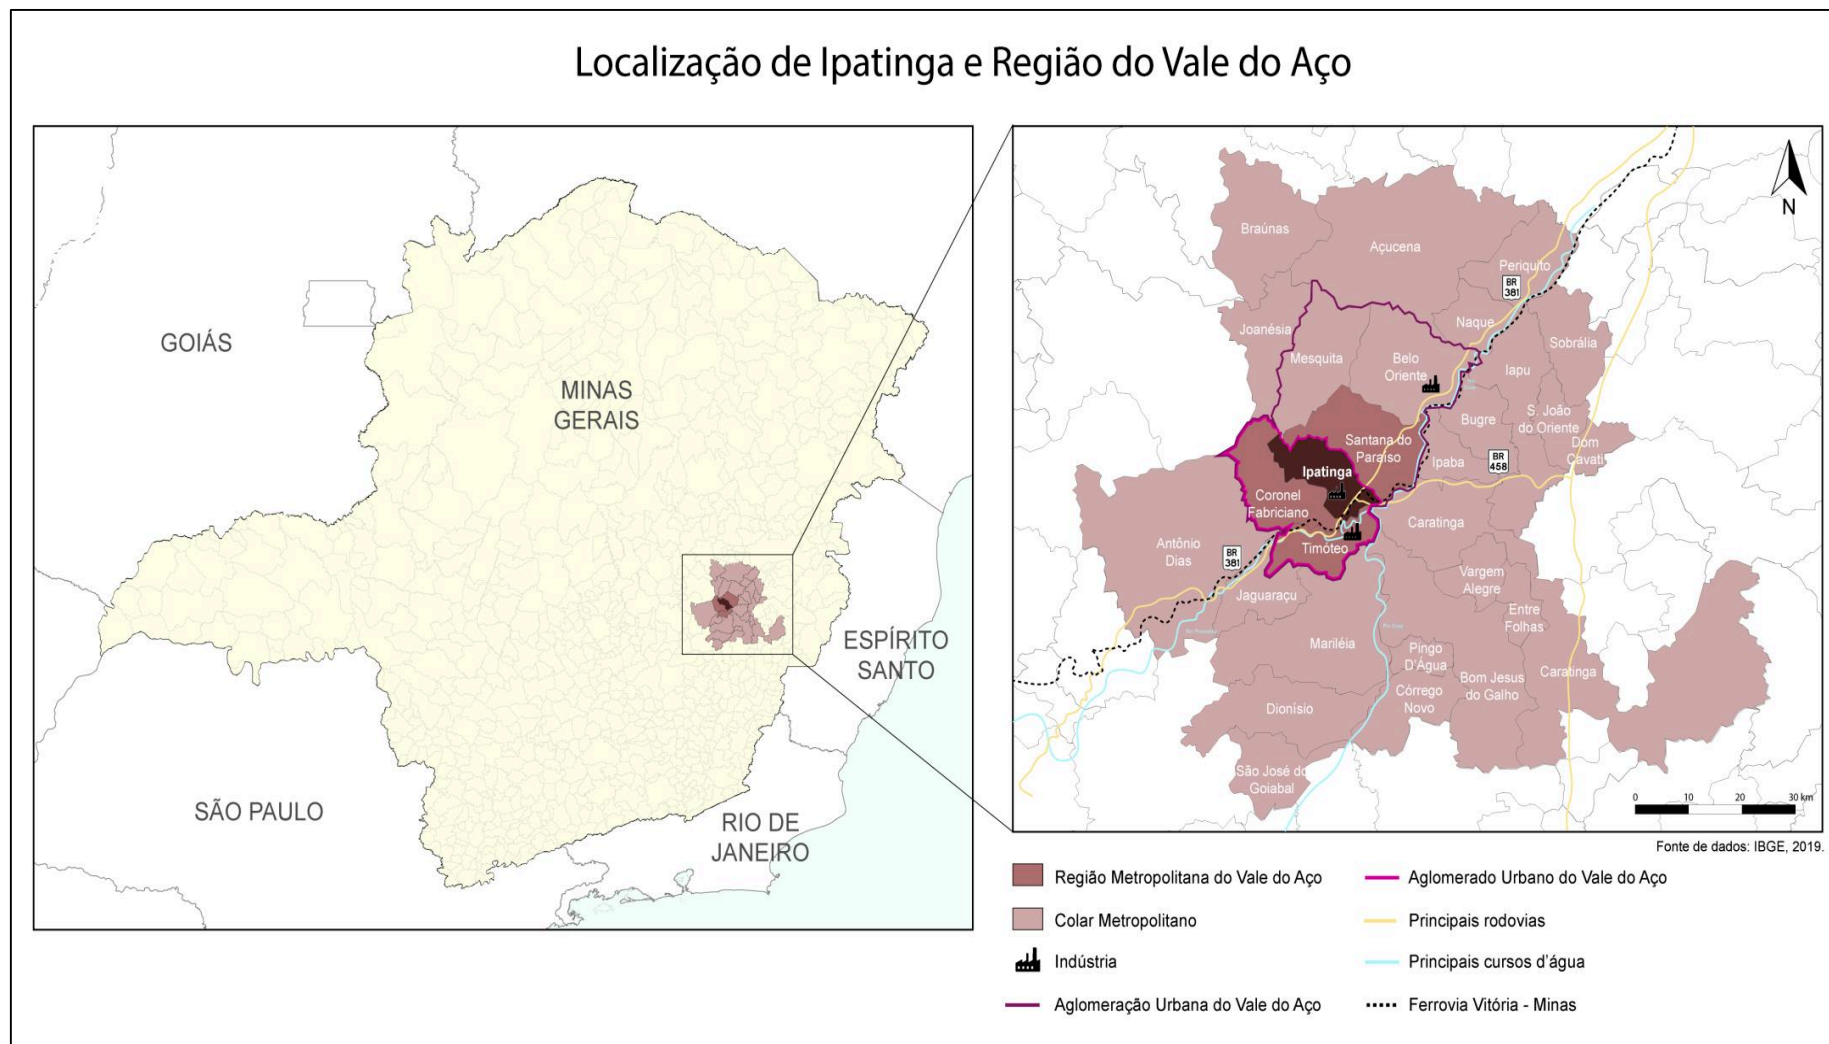 Localização de Ipatinga e Região do Vale do Aço
GOIÁS
MINAS
GERAIS
ESPÍRITO
SANTO
SÃO PAULO
RIO DE
JANEIRO
N
Braúnas
Açucena
Periquito
BR
381
Naque
Joanésia
Sobrália
Mesquita
Belo
Oriente
Iapu
S. João
do Oriente
Bugre
Santana do
Paraíso
Dom
Cavati
Ipaba
BR
458
Ipatinga
Coronel
Fabriciano
Caratinga
Timóteo
Antônio
Dias
BR
381
Vargem
Alegre
Jaguaraçu
Entre
Folhas
Mariléia
Pingo
D'Água
Caratinga
Bom Jesus
do Galho
Córrego
Novo
Dionísio
São José do
Goiabal
0 10 20 30 km
Fonte de dados: IBGE, 2019.
Região Metropolitana do Vale do Aço
Colar Metropolitano
Indústria
Aglomeração Urbana do Vale do Aço
Aglomerado Urbano do Vale do Aço
Principais rodovias
Principais cursos d'água
Ferrovia Vitória - Minas